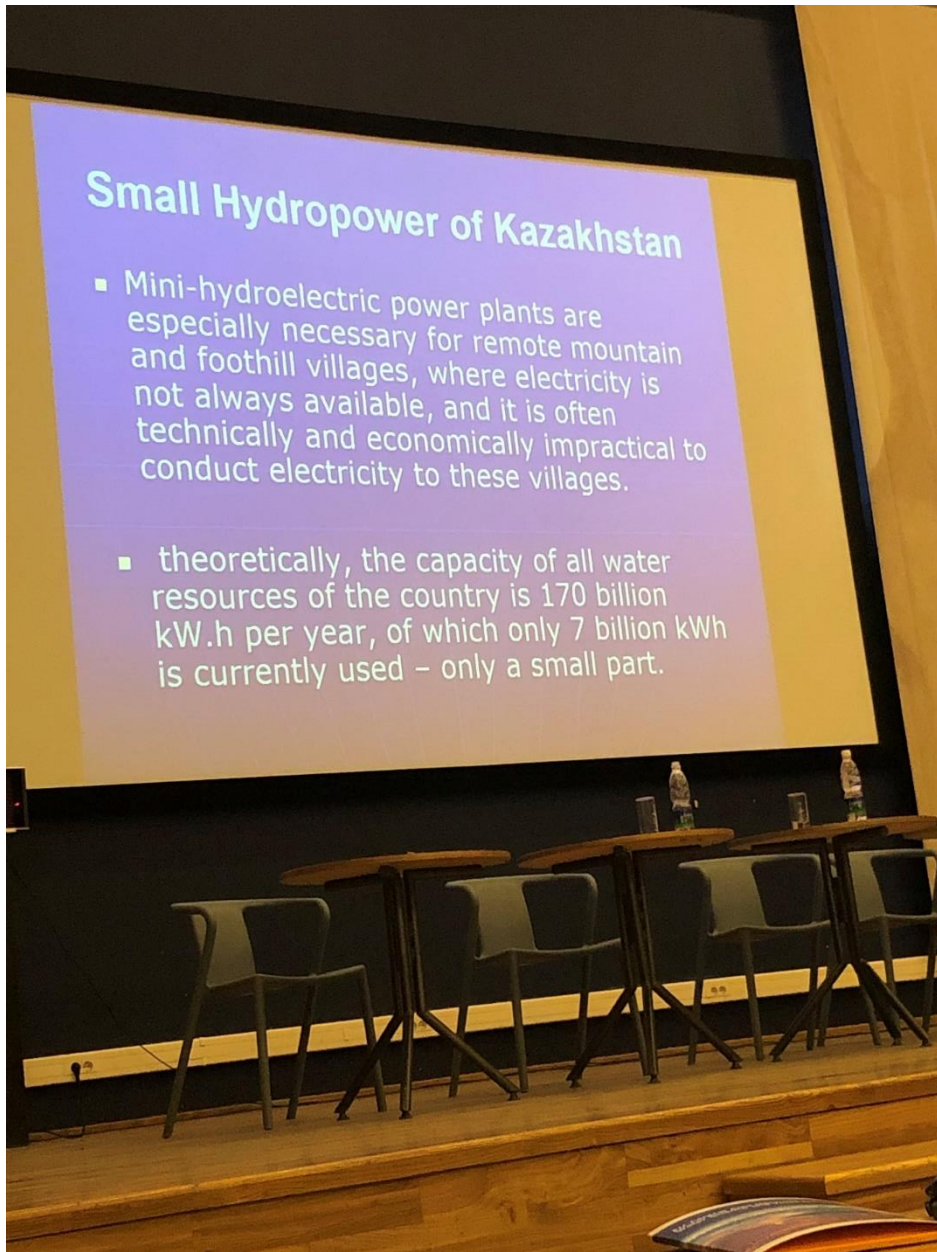 Small Hydropower of Kazakhstan
▪ Mini-hydroelectric power plants are
especially necessary for remote mountain
and foothill villages, where electricity is
not always available, and it is often
technically and economically impractical to
conduct electricity to these villages.
▪ theoretically, the capacity of all water
resources of the country is 170 billion
kW.h per year, of which only 7 billion kWh
is currently used – only a small part.